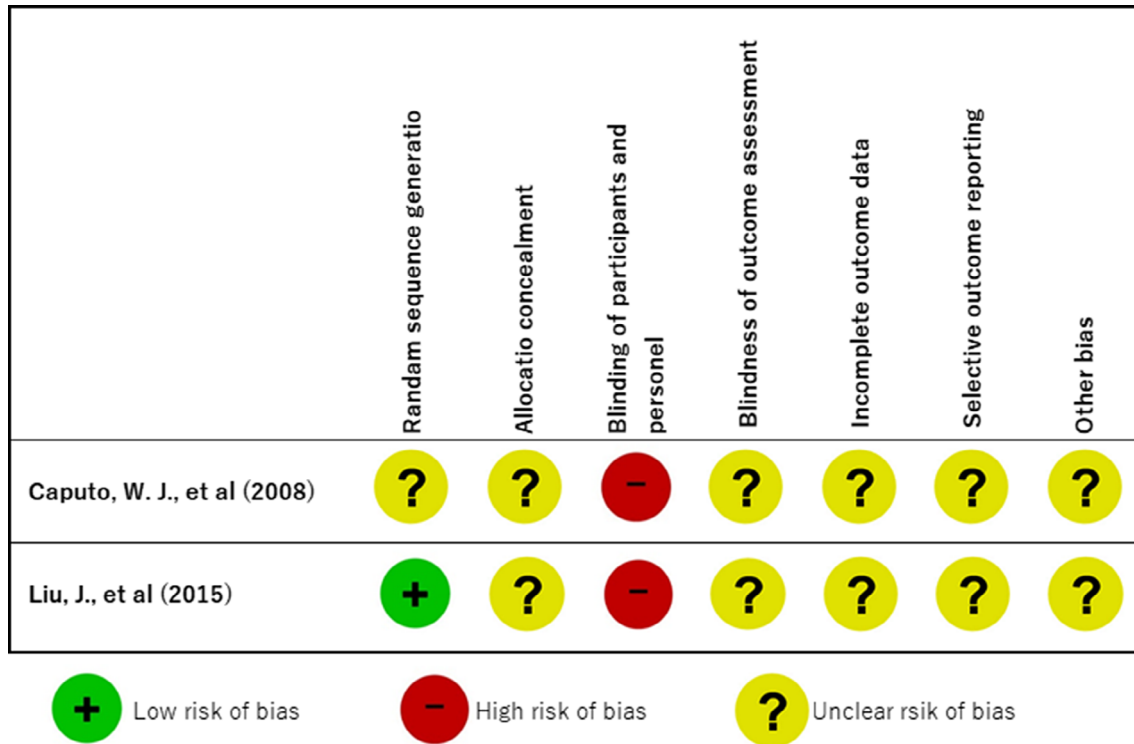 Randam sequence generatio
Allocatio concealment
Blinding of participants and
personel
Blindness of outcome assessment
Incomplete outcome data
Selective outcome reporting
Other bias
Caputo, W. J., et al (2008)
?
?
-
?
?
?
?
Liu, J., et al (2015)
+
?
-
?
?
?
?
+ Low risk of bias
- High risk of bias
? Unclear rsik of bias